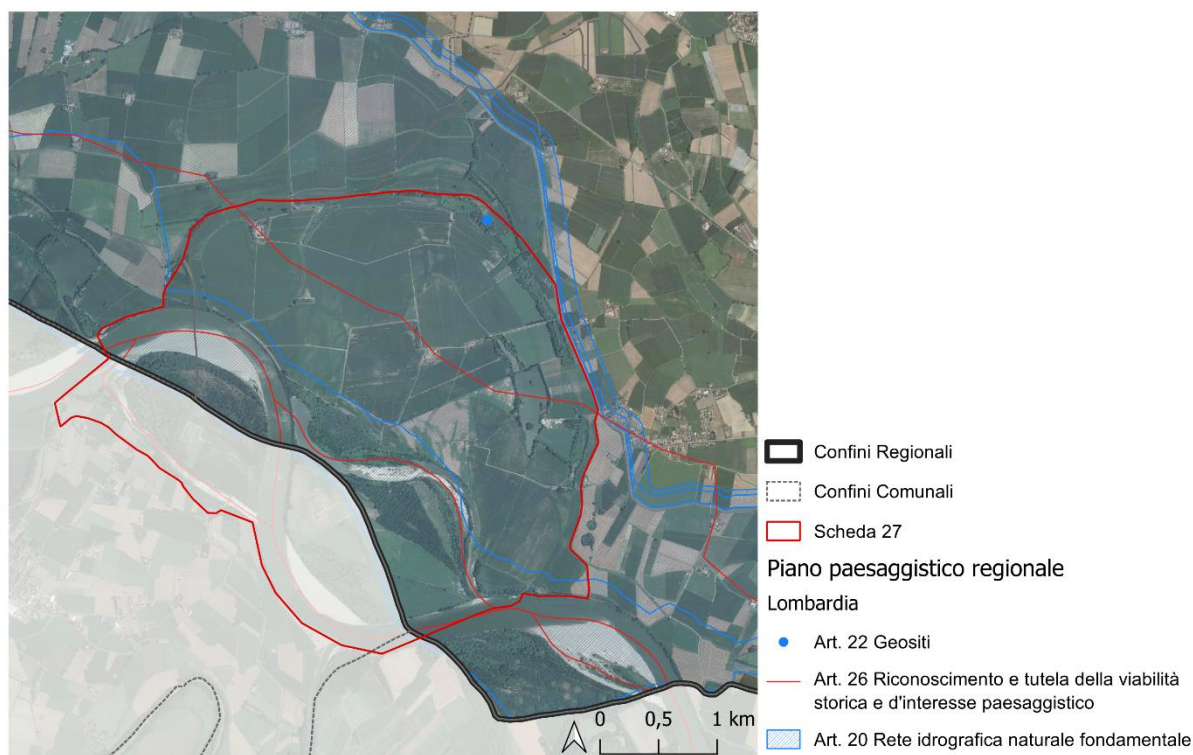 Confini Regionali
Confini Comunali
Scheda 27
Piano paesaggistico regionale
Lombardia
Art. 22 Geositi
Art. 26 Riconoscimento e tutela della viabilità
storica e d'interesse paesaggistico
Art. 20 Rete idrografica naturale fondamentale
0 0,5 1 km